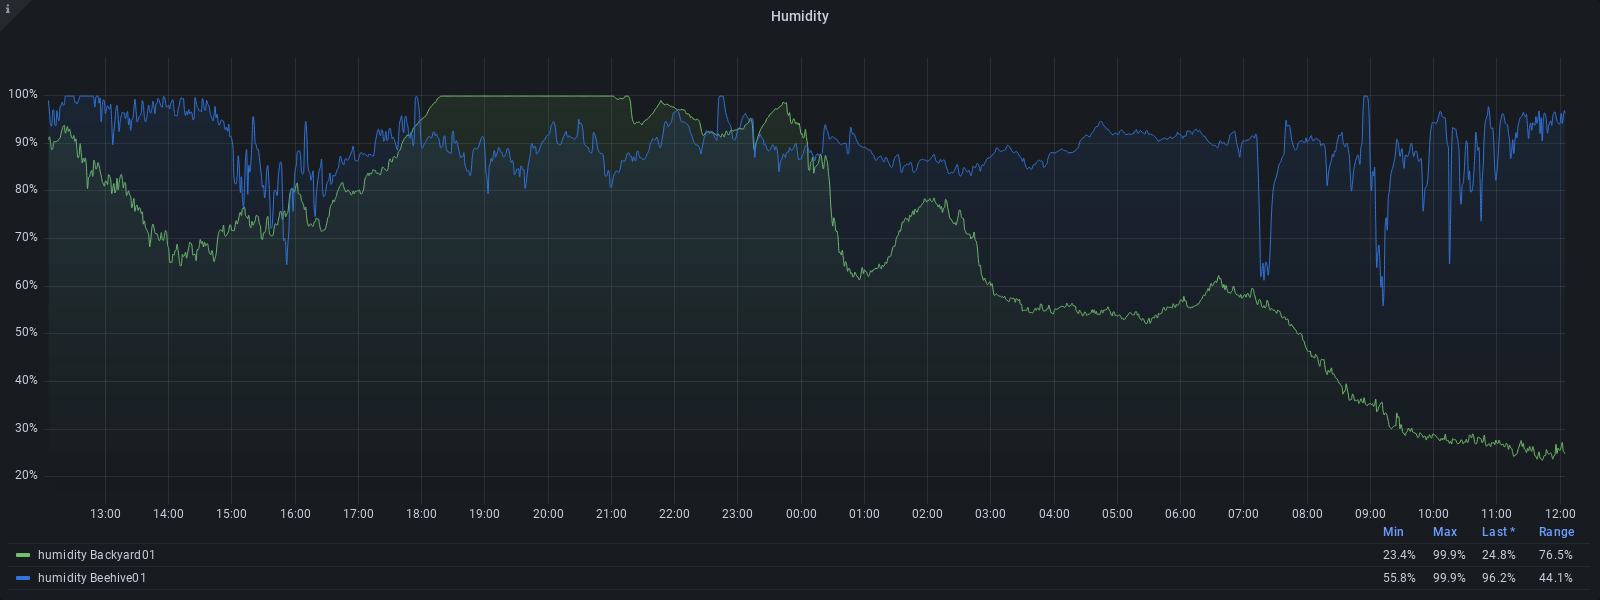 i
Humidity
100%
90%
80%
70%
60%
50%
40%
30%
20%
13:00 14:00 15:00 16:00 17:00 18:00 19:00 20:00 21:00 22:00 23:00 00:00 01:00 02:00 03:00 04:00 05:00 06:00 07:00 08:00 09:00 10:00 11:00 12:00
Min Max Last * Range
humidity Backyard01 23.4% 99.9% 24.8% 76.5%
humidity Beehive01 55.8% 99.9% 96.2% 44.1%